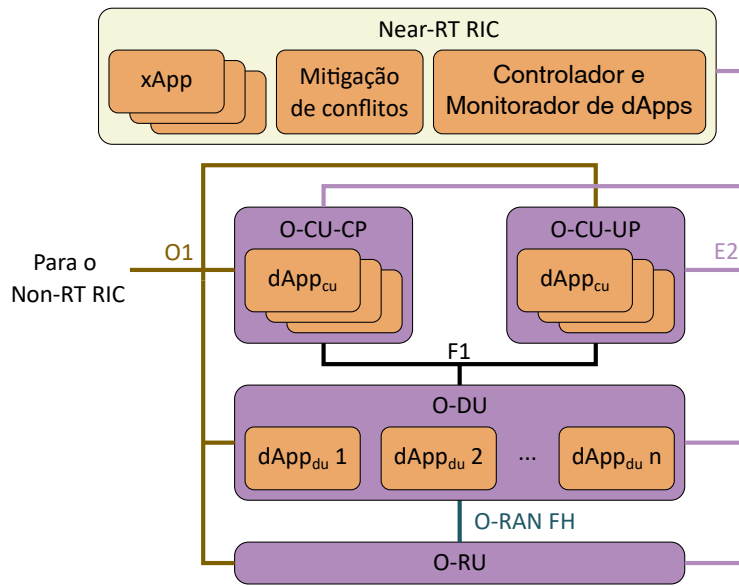 Near-RT RIC
xApp
Mitigação
de conflitos
Controlador e
Monitorador de dApps
O-CU-CP
O-CU-UP
O1
E2
Para o
Non-RT RIC
dAppcu
dAppcu
F1
O-DU
dAppdu 1
dAppdu 2
...
dAppdu n
O-RAN FH
O-RU